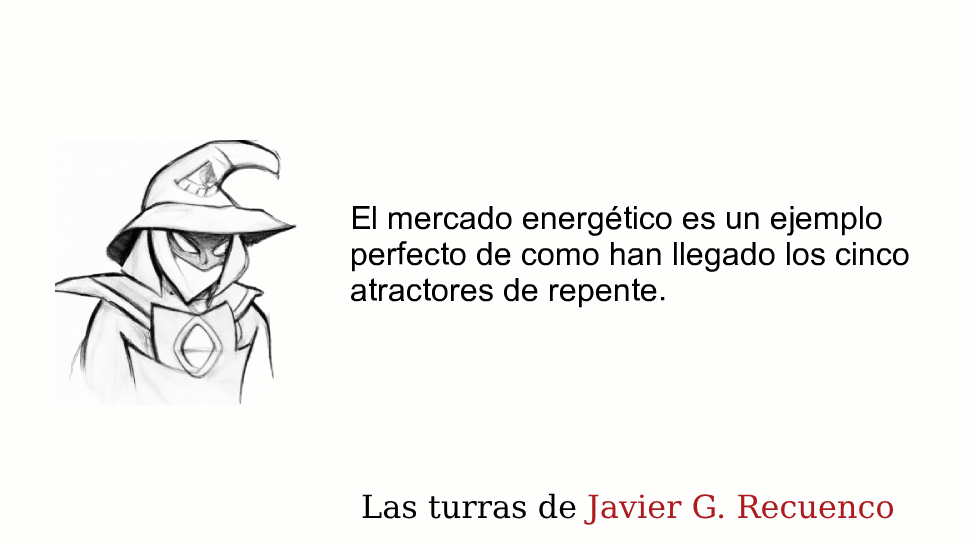 El mercado energético es un ejemplo
perfecto de como han llegado los cinco
atractores de repente.
Las turras de Javier G. Recuenco